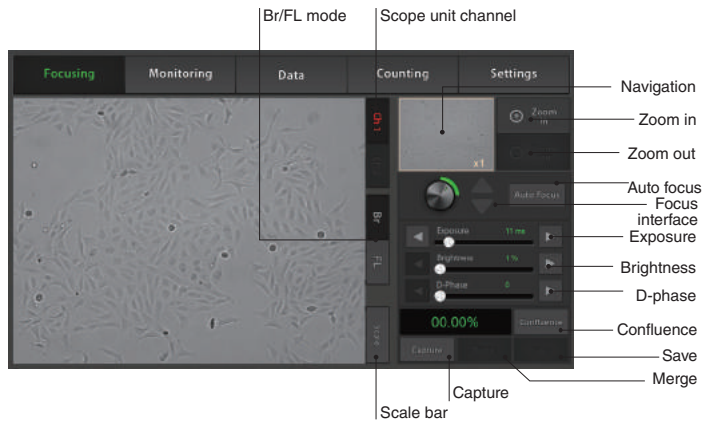 Br/FL mode
Scope unit channel
Focusing
Monitoring
Data
Counting
Settings
Navigation
Ch 1
Zoom in
Zoom in
x1
Zoom out
Auto focus
Auto Focus
Focus interface
Br
Exposure
11 ms
Exposure
FL
Brightness
1 %
Brightness
D-Phase
0
D-phase
00.00%
Confluence
Confluence
Capture
Save
Merge
Capture
Scale bar